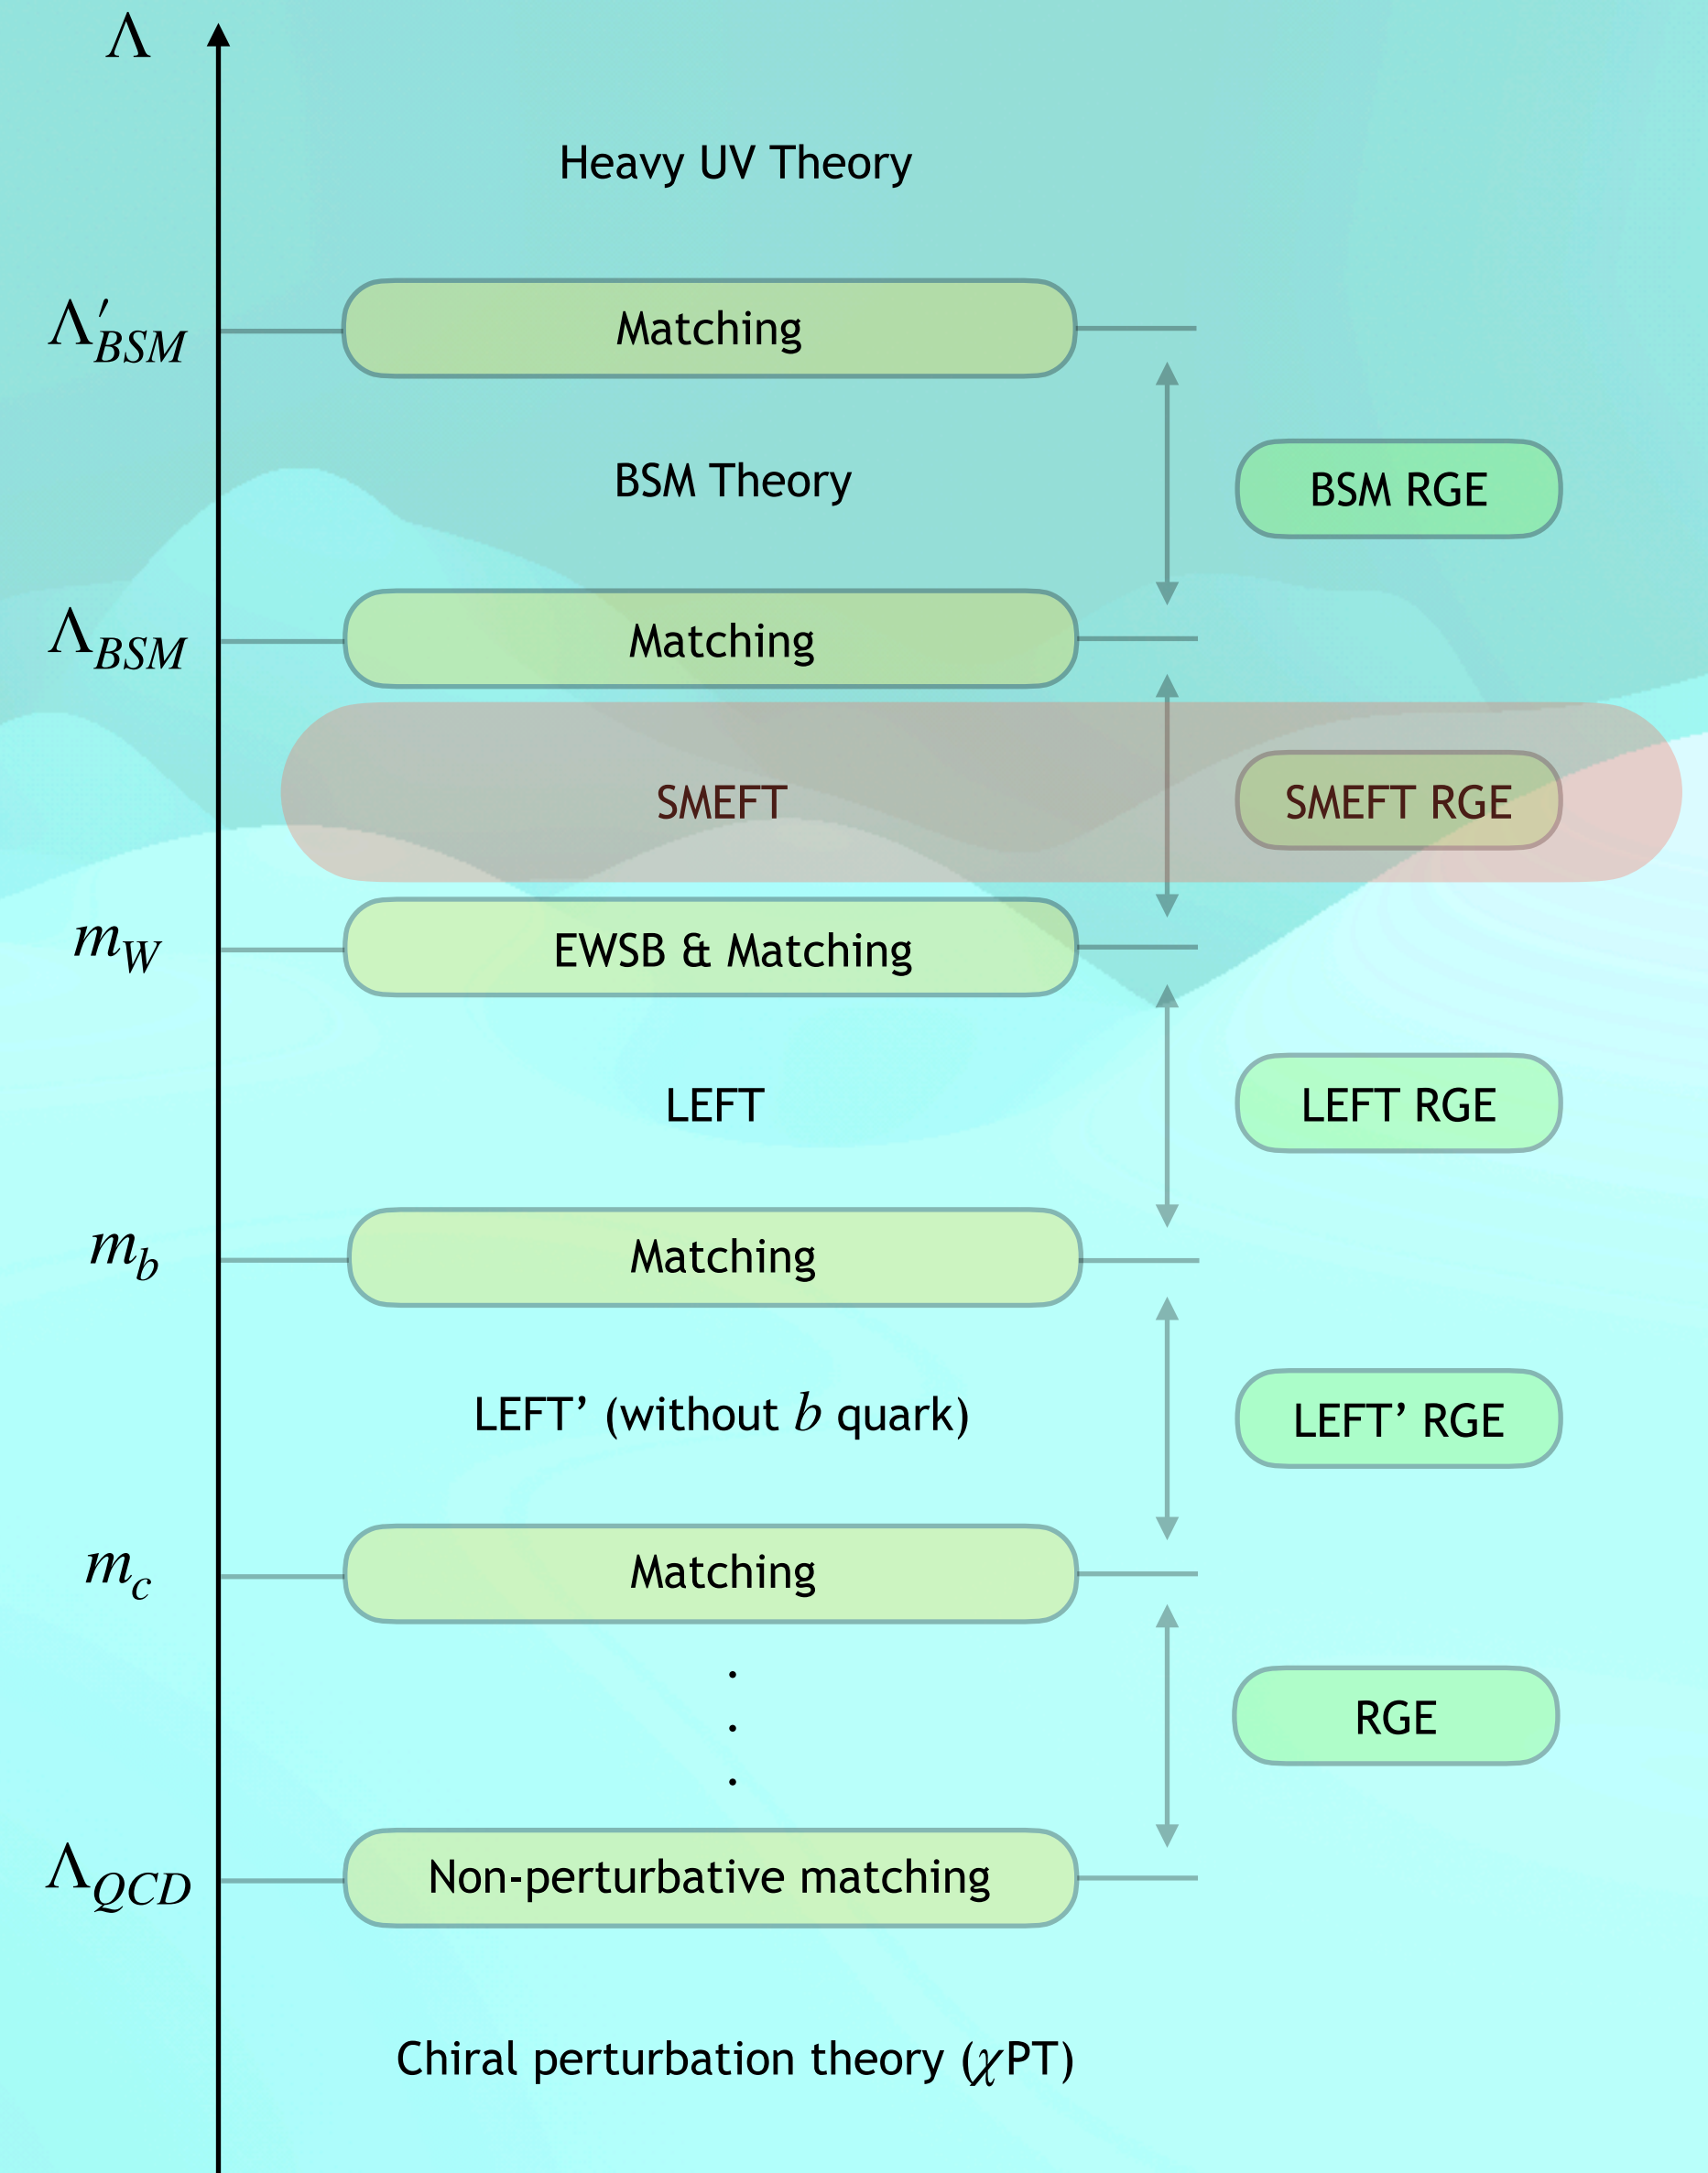 Λ
Heavy UV Theory
Λ′BSM
Matching
BSM Theory
BSM RGE
ΛBSM
Matching
SMEFT
SMEFT RGE
mW
EWSB & Matching
LEFT
LEFT RGE
mb
Matching
LEFT’ (without b quark)
LEFT’ RGE
mc
Matching
.
.
.
RGE
ΛQCD
Non-perturbative matching
Chiral perturbation theory (χPT)